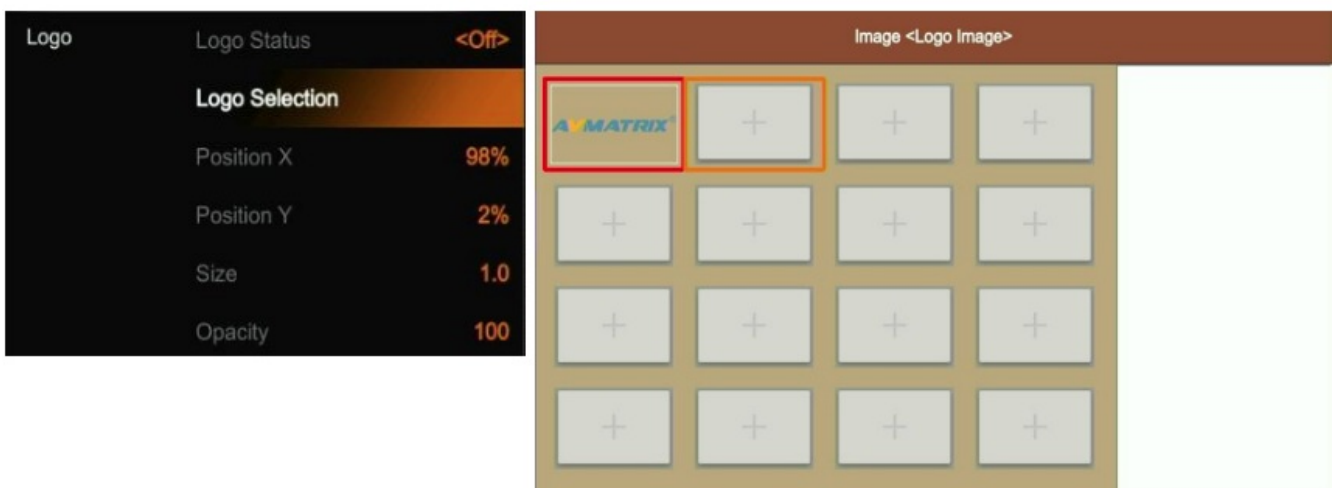 Logo
Logo Status <Off>
Logo Selection
Position X 98%
Position Y 2%
Size 1.0
Opacity 100
Image <Logo Image>
AVMATRIX®